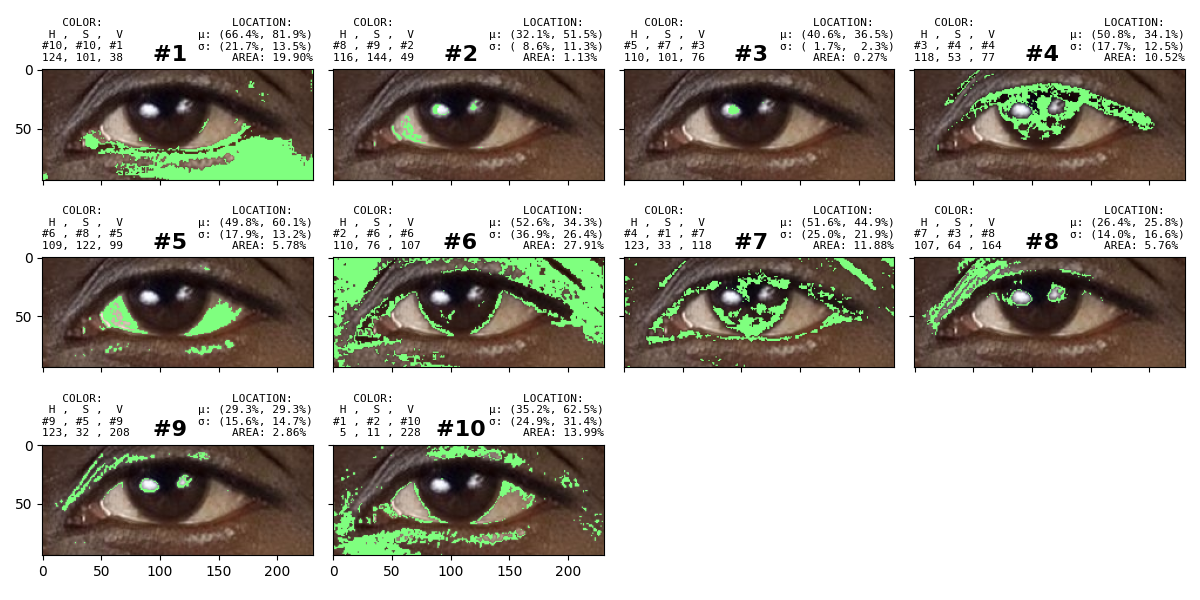 COLOR: LOCATION:
H , S , V μ: (66.4%, 81.9%)
#10, #10, #1 #1 σ: (21.7%, 13.5%)
124, 101, 38 AREA: 19.90%
COLOR: LOCATION:
H , S , V μ: (32.1%, 51.5%)
#8 , #9 , #2 #2 σ: ( 8.6%, 11.3%)
116, 144, 49 AREA: 1.13%
COLOR: LOCATION:
H , S , V μ: (40.6%, 36.5%)
#5 , #7 , #3 #3 σ: ( 1.7%, 2.3%)
110, 101, 76 AREA: 0.27%
COLOR: LOCATION:
H , S , V μ: (50.8%, 34.1%)
#3 , #4 , #4 #4 σ: (17.7%, 12.5%)
118, 53 , 77 AREA: 10.52%
0
50
COLOR: LOCATION:
H , S , V μ: (49.8%, 60.1%)
#6 , #8 , #5 #5 σ: (17.9%, 13.2%)
109, 122, 99 AREA: 5.78%
COLOR: LOCATION:
H , S , V μ: (52.6%, 34.3%)
#2 , #6 , #6 #6 σ: (36.9%, 26.4%)
110, 76 , 107 AREA: 27.91%
COLOR: LOCATION:
H , S , V μ: (51.6%, 44.9%)
#4 , #1 , #7 #7 σ: (25.0%, 21.9%)
123, 33 , 118 AREA: 11.88%
COLOR: LOCATION:
H , S , V μ: (26.4%, 25.8%)
#7 , #3 , #8 #8 σ: (14.0%, 16.6%)
107, 64 , 164 AREA: 5.76%
0
50
COLOR: LOCATION:
H , S , V μ: (29.3%, 29.3%)
#9 , #5 , #9 #9 σ: (15.6%, 14.7%)
123, 32 , 208 AREA: 2.86%
COLOR: LOCATION:
H , S , V μ: (35.2%, 62.5%)
#1 , #2 , #10 #10 σ: (24.9%, 31.4%)
5 , 11 , 228 AREA: 13.99%
0
50
0 50 100 150 200
0 50 100 150 200